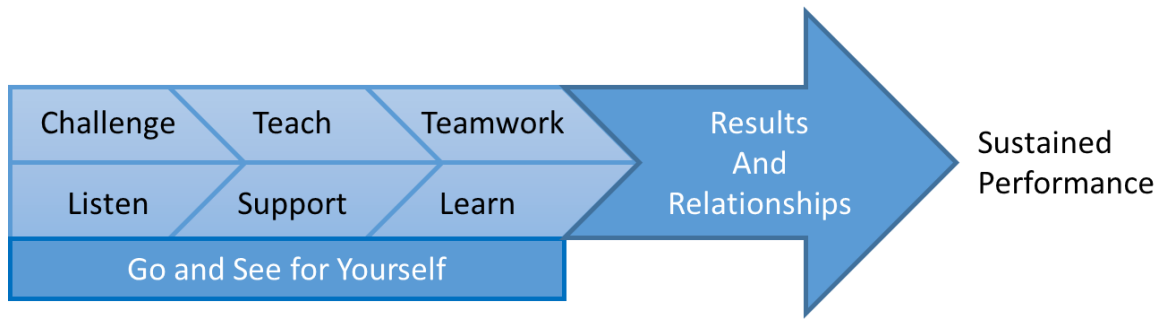 Challenge
Teach
Teamwork
Listen
Support
Learn
Go and See for Yourself
Results
And
Relationships
Sustained
Performance